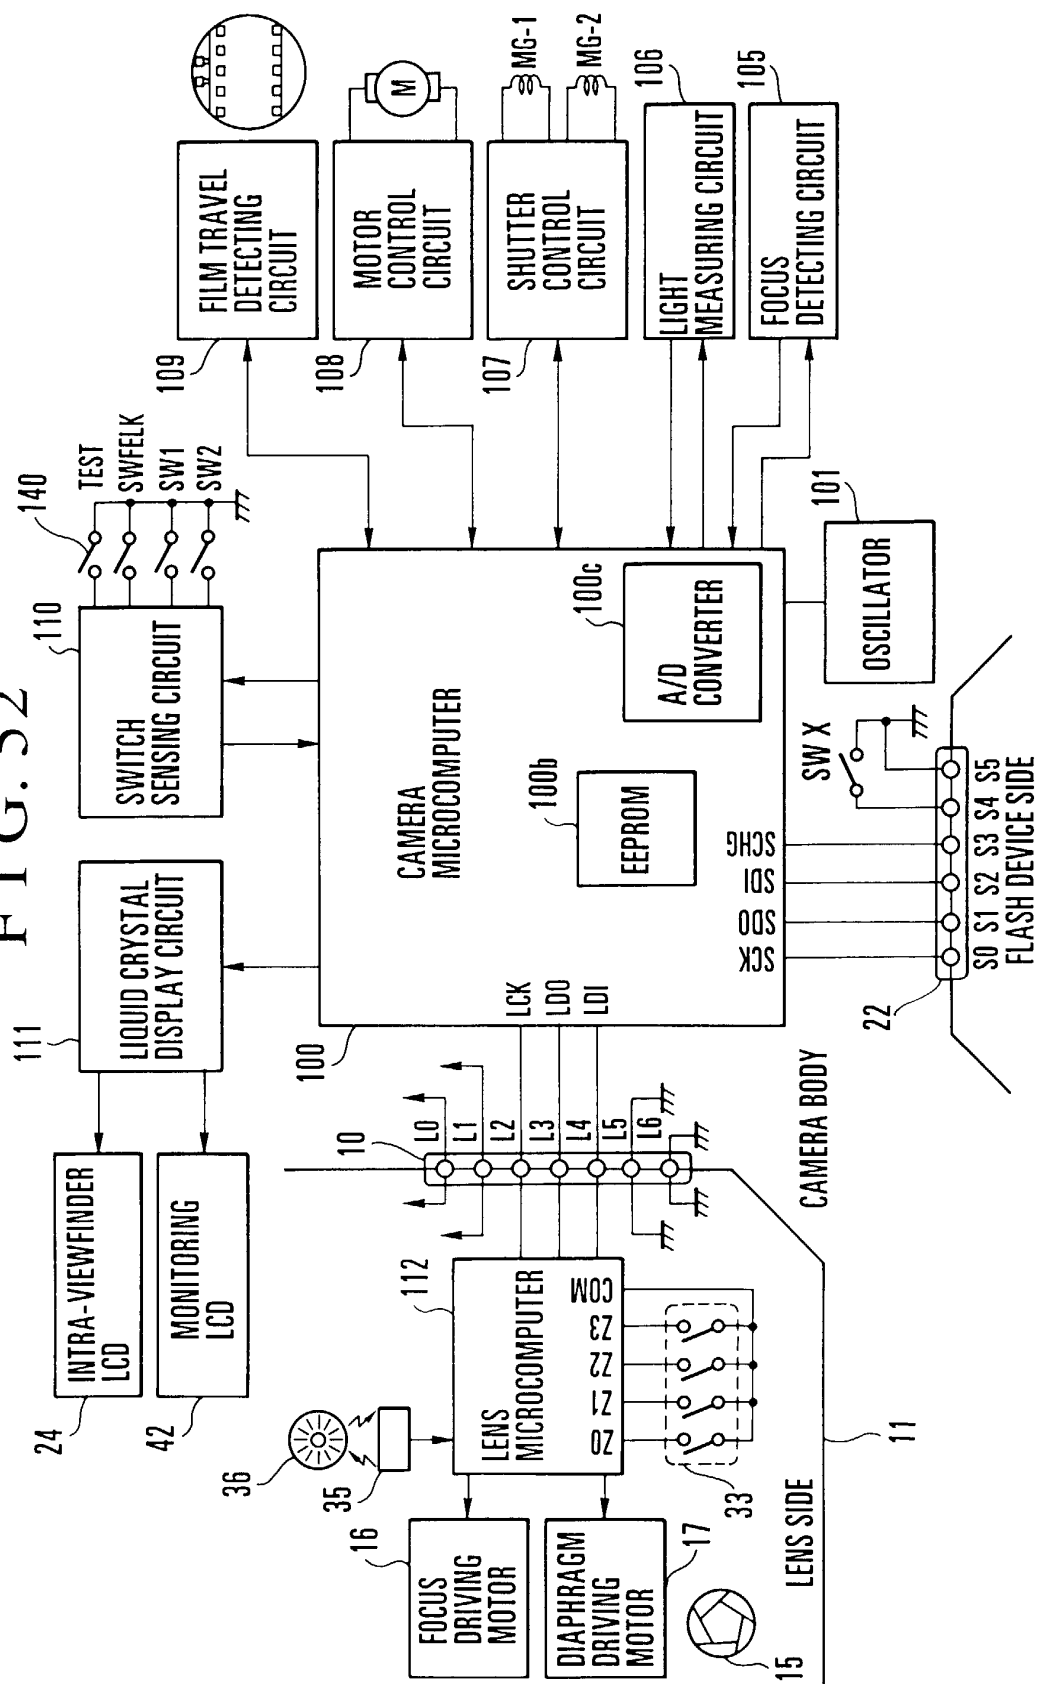 FIG. 32
109
FILM TRAVEL
DETECTING
CIRCUIT
108
MOTOR
CONTROL
CIRCUIT
M
107
SHUTTER
CONTROL
CIRCUIT
MG-1
MG-2
106
LIGHT
MEASURING CIRCUIT
105
FOCUS
DETECTING CIRCUIT
140
TEST
SWFELK
SW1
SW2
110
SWITCH
SENSING CIRCUIT
111
LIQUID CRYSTAL
DISPLAY CIRCUIT
24
INTRA-VIEWFINDER
LCD
42
MONITORING
LCD
100
CAMERA
MICROCOMPUTER
100b
EEPROM
100c
A/D
CONVERTER
101
OSCILLATOR
LCK
LDO
LDI
SCK
SDO
SDI
SCHG
SW X
22
S0 S1 S2 S3 S4 S5
FLASH DEVICE SIDE
10
L0
L1
L2
L3
L4
L5
L6
CAMERA BODY
112
LENS
MICROCOMPUTER
Z0
Z1
Z2
Z3
COM
33
36
35
16
FOCUS
DRIVING
MOTOR
17
DIAPHRAGM
DRIVING
MOTOR
15
LENS SIDE
11